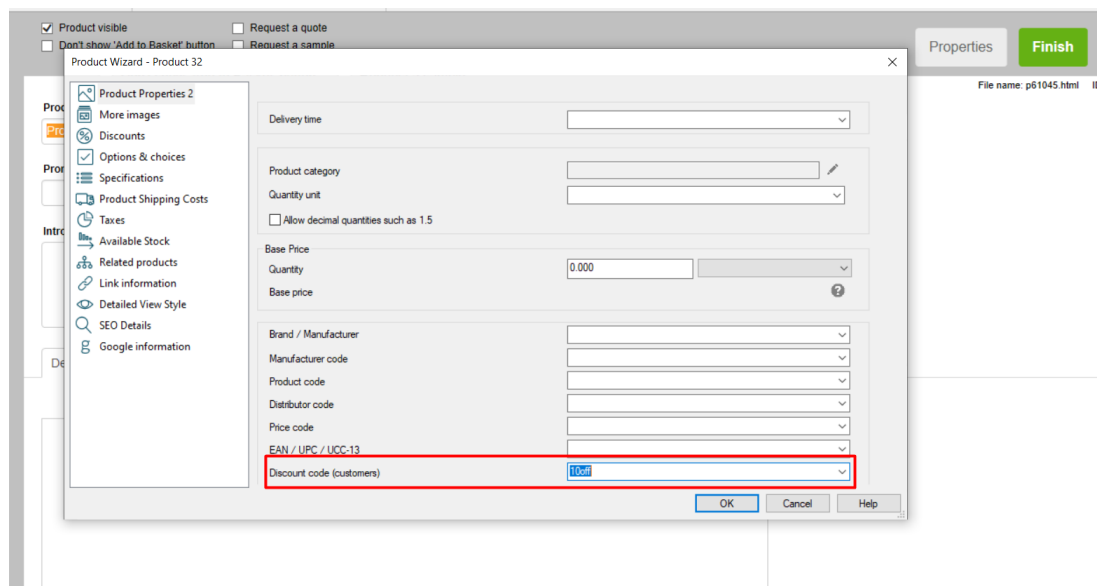 Product visible
Request a quote
Don't show 'Add to Basket' button
Request a sample
Properties
Finish
File name: p61045.html
Product Wizard - Product 32
Product Properties 2
More images
Discounts
Options & choices
Specifications
Product Shipping Costs
Taxes
Available Stock
Related products
Link information
Detailed View Style
SEO Details
Google information
Delivery time
Product category
Quantity unit
Allow decimal quantities such as 1.5
Base Price
Quantity
0.000
Base price
Brand / Manufacturer
Manufacturer code
Product code
Distributor code
Price code
EAN / UPC / UCC-13
Discount code (customers)
10off
OK
Cancel
Help